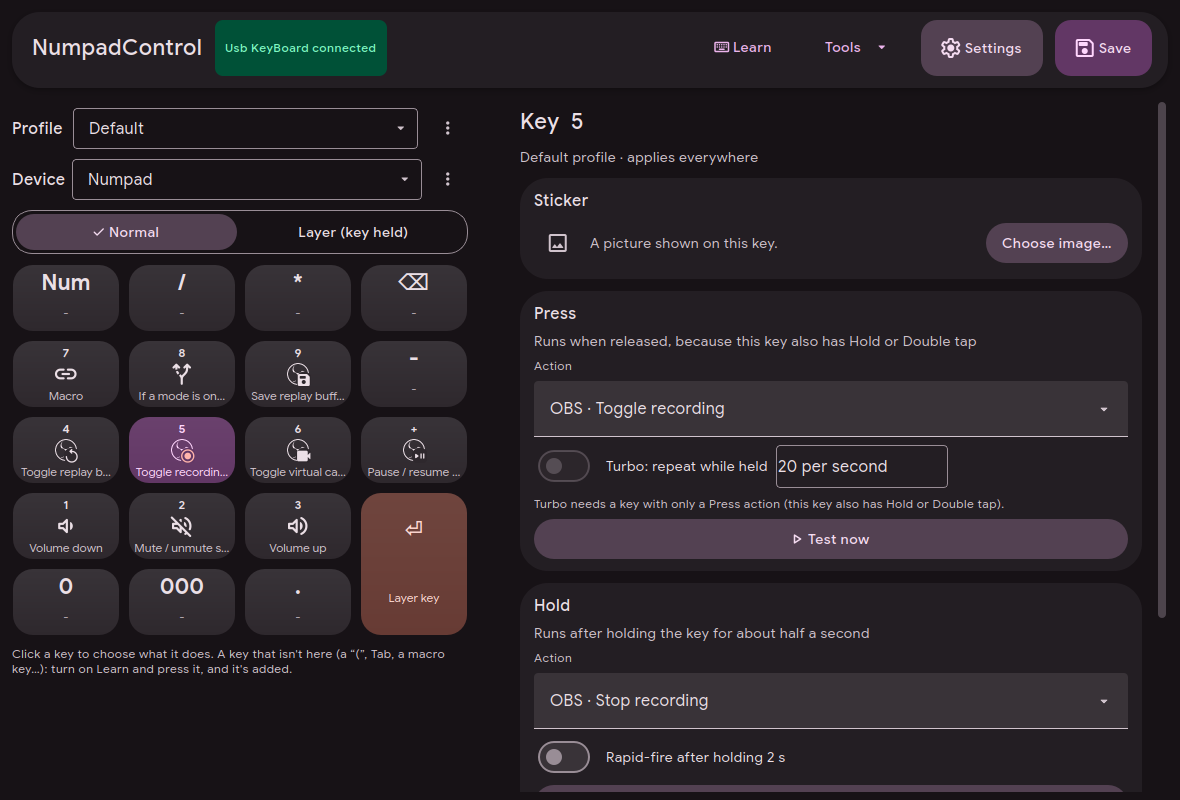 NumpadControl
Usb KeyBoard connected
Learn
Tools
Settings
Save
Profile
Default
Device
Numpad
Normal
Layer (key held)
Num
-
/
-
*
-
⌫
-
7
Macro
8
If a mode is on...
9
Save replay buff...
-
-
4
Toggle replay b...
5
Toggle recordin...
6
Toggle virtual ca...
+
Pause / resume ...
1
Volume down
2
Mute / unmute s...
3
Volume up
⏎
Layer key
0
-
000
-
.
-
Click a key to choose what it does. A key that isn't here (a “(”, Tab, a macro
key...): turn on Learn and press it, and it's added.
Key 5
Default profile · applies everywhere
Sticker
A picture shown on this key.
Choose image...
Press
Runs when released, because this key also has Hold or Double tap
Action
OBS · Toggle recording
Turbo: repeat while held
20 per second
Turbo needs a key with only a Press action (this key also has Hold or Double tap).
Test now
Hold
Runs after holding the key for about half a second
Action
OBS · Stop recording
Rapid-fire after holding 2 s